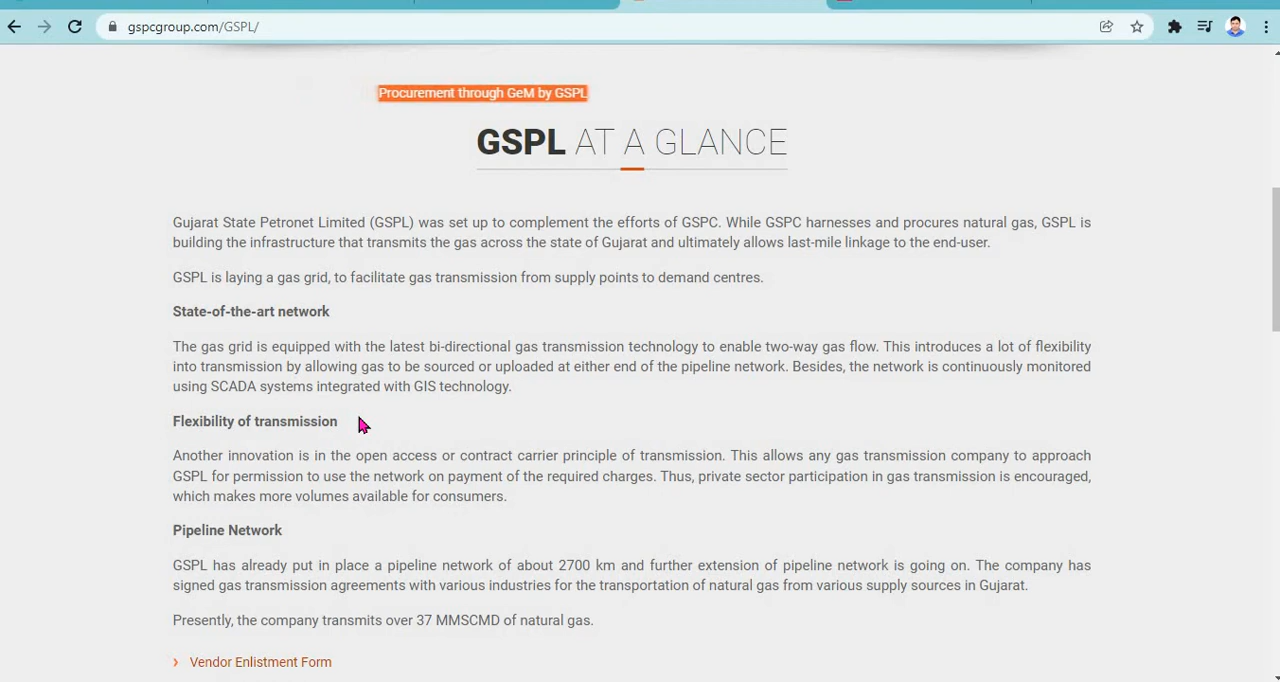 gspcgroup.com/GSPL/
Procurement through GeM by GSPL
GSPL AT A GLANCE
Gujarat State Petronet Limited (GSPL) was set up to complement the efforts of GSPC. While GSPC harnesses and procures natural gas, GSPL is
building the infrastructure that transmits the gas across the state of Gujarat and ultimately allows last-mile linkage to the end-user.
GSPL is laying a gas grid, to facilitate gas transmission from supply points to demand centres.
State-of-the-art network
The gas grid is equipped with the latest bi-directional gas transmission technology to enable two-way gas flow. This introduces a lot of flexibility
into transmission by allowing gas to be sourced or uploaded at either end of the pipeline network. Besides, the network is continuously monitored
using SCADA systems integrated with GIS technology.
Flexibility of transmission
Another innovation is in the open access or contract carrier principle of transmission. This allows any gas transmission company to approach
GSPL for permission to use the network on payment of the required charges. Thus, private sector participation in gas transmission is encouraged,
which makes more volumes available for consumers.
Pipeline Network
GSPL has already put in place a pipeline network of about 2700 km and further extension of pipeline network is going on. The company has
signed gas transmission agreements with various industries for the transportation of natural gas from various supply sources in Gujarat.
Presently, the company transmits over 37 MMSCMD of natural gas.
Vendor Enlistment Form